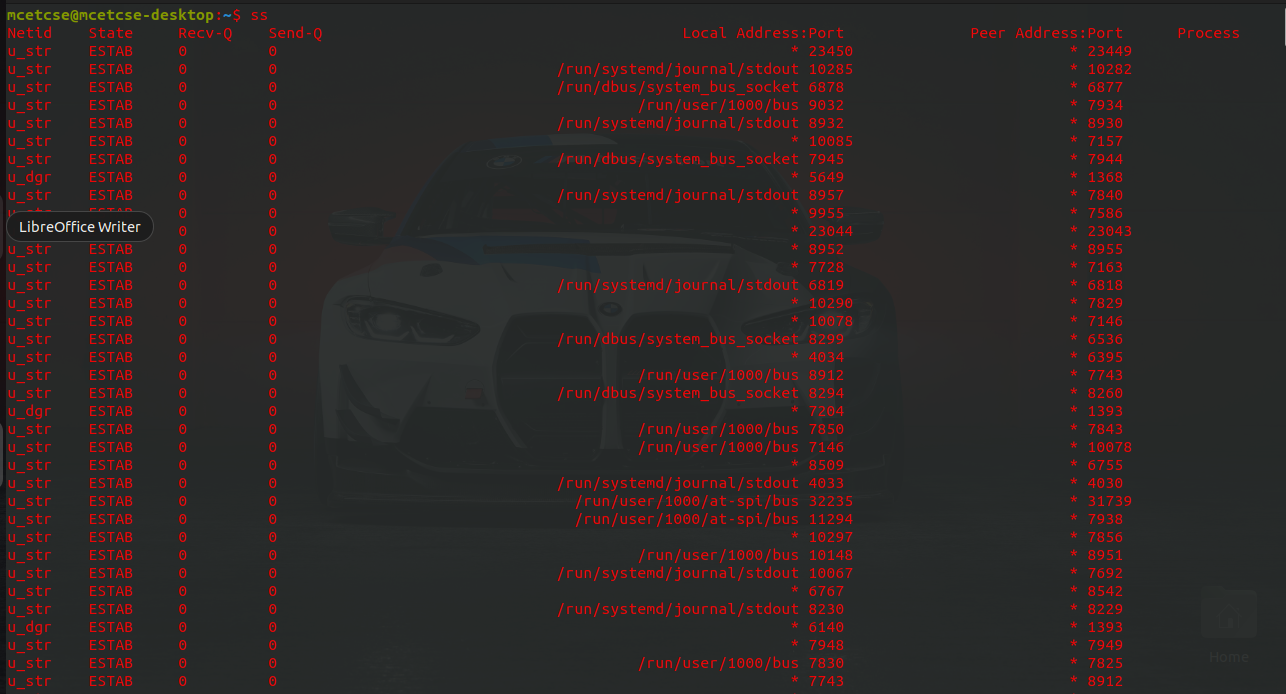 mcetcse@mcetcse-desktop:~$ ss
Netid State Recv-Q Send-Q Local Address:Port Peer Address:Port Process
u_str ESTAB 0 0 * 23450 * 23449
u_str ESTAB 0 0 /run/systemd/journal/stdout 10285 * 10282
u_str ESTAB 0 0 /run/dbus/system_bus_socket 6878 * 6877
u_str ESTAB 0 0 /run/user/1000/bus 9032 * 7934
u_str ESTAB 0 0 /run/systemd/journal/stdout 8932 * 8930
u_str ESTAB 0 0 * 10085 * 7157
u_str ESTAB 0 0 /run/dbus/system_bus_socket 7945 * 7944
u_dgr ESTAB 0 0 * 5649 * 1368
u_str ESTAB 0 0 /run/systemd/journal/stdout 8957 * 7840
u_str ESTAB 0 0 * 9955 * 7586
LibreOffice Writer 0 0 * 23044 * 23043
u_str ESTAB 0 0 * 8952 * 8955
u_str ESTAB 0 0 * 7728 * 7163
u_str ESTAB 0 0 /run/systemd/journal/stdout 6819 * 6818
u_str ESTAB 0 0 * 10290 * 7829
u_str ESTAB 0 0 * 10078 * 7146
u_str ESTAB 0 0 /run/dbus/system_bus_socket 8299 * 6536
u_str ESTAB 0 0 * 4034 * 6395
u_str ESTAB 0 0 /run/user/1000/bus 8912 * 7743
u_str ESTAB 0 0 /run/dbus/system_bus_socket 8294 * 8260
u_dgr ESTAB 0 0 * 7204 * 1393
u_str ESTAB 0 0 /run/user/1000/bus 7850 * 7843
u_str ESTAB 0 0 /run/user/1000/bus 7146 * 10078
u_str ESTAB 0 0 * 8509 * 6755
u_str ESTAB 0 0 /run/systemd/journal/stdout 4033 * 4030
u_str ESTAB 0 0 /run/user/1000/at-spi/bus 32235 * 31739
u_str ESTAB 0 0 /run/user/1000/at-spi/bus 11294 * 7938
u_str ESTAB 0 0 * 10297 * 7856
u_str ESTAB 0 0 /run/user/1000/bus 10148 * 8951
u_str ESTAB 0 0 /run/systemd/journal/stdout 10067 * 7692
u_str ESTAB 0 0 * 6767 * 8542
u_str ESTAB 0 0 /run/systemd/journal/stdout 8230 * 8229
u_dgr ESTAB 0 0 * 6140 * 1393
u_str ESTAB 0 0 * 7948 * 7949
Home
u_str ESTAB 0 0 /run/user/1000/bus 7830 * 7825
u_str ESTAB 0 0 * 7743 * 8912